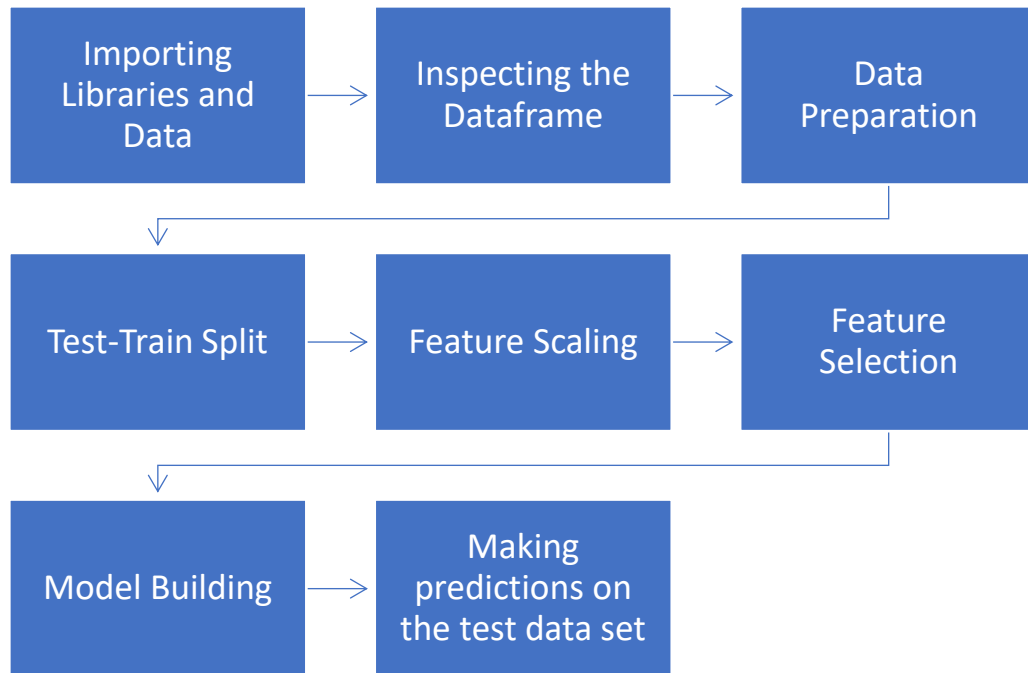 Importing
Libraries and
Data
Inspecting the
Dataframe
Data
Preparation
Test-Train Split
Feature Scaling
Feature
Selection
Model Building
Making
predictions on
the test data set